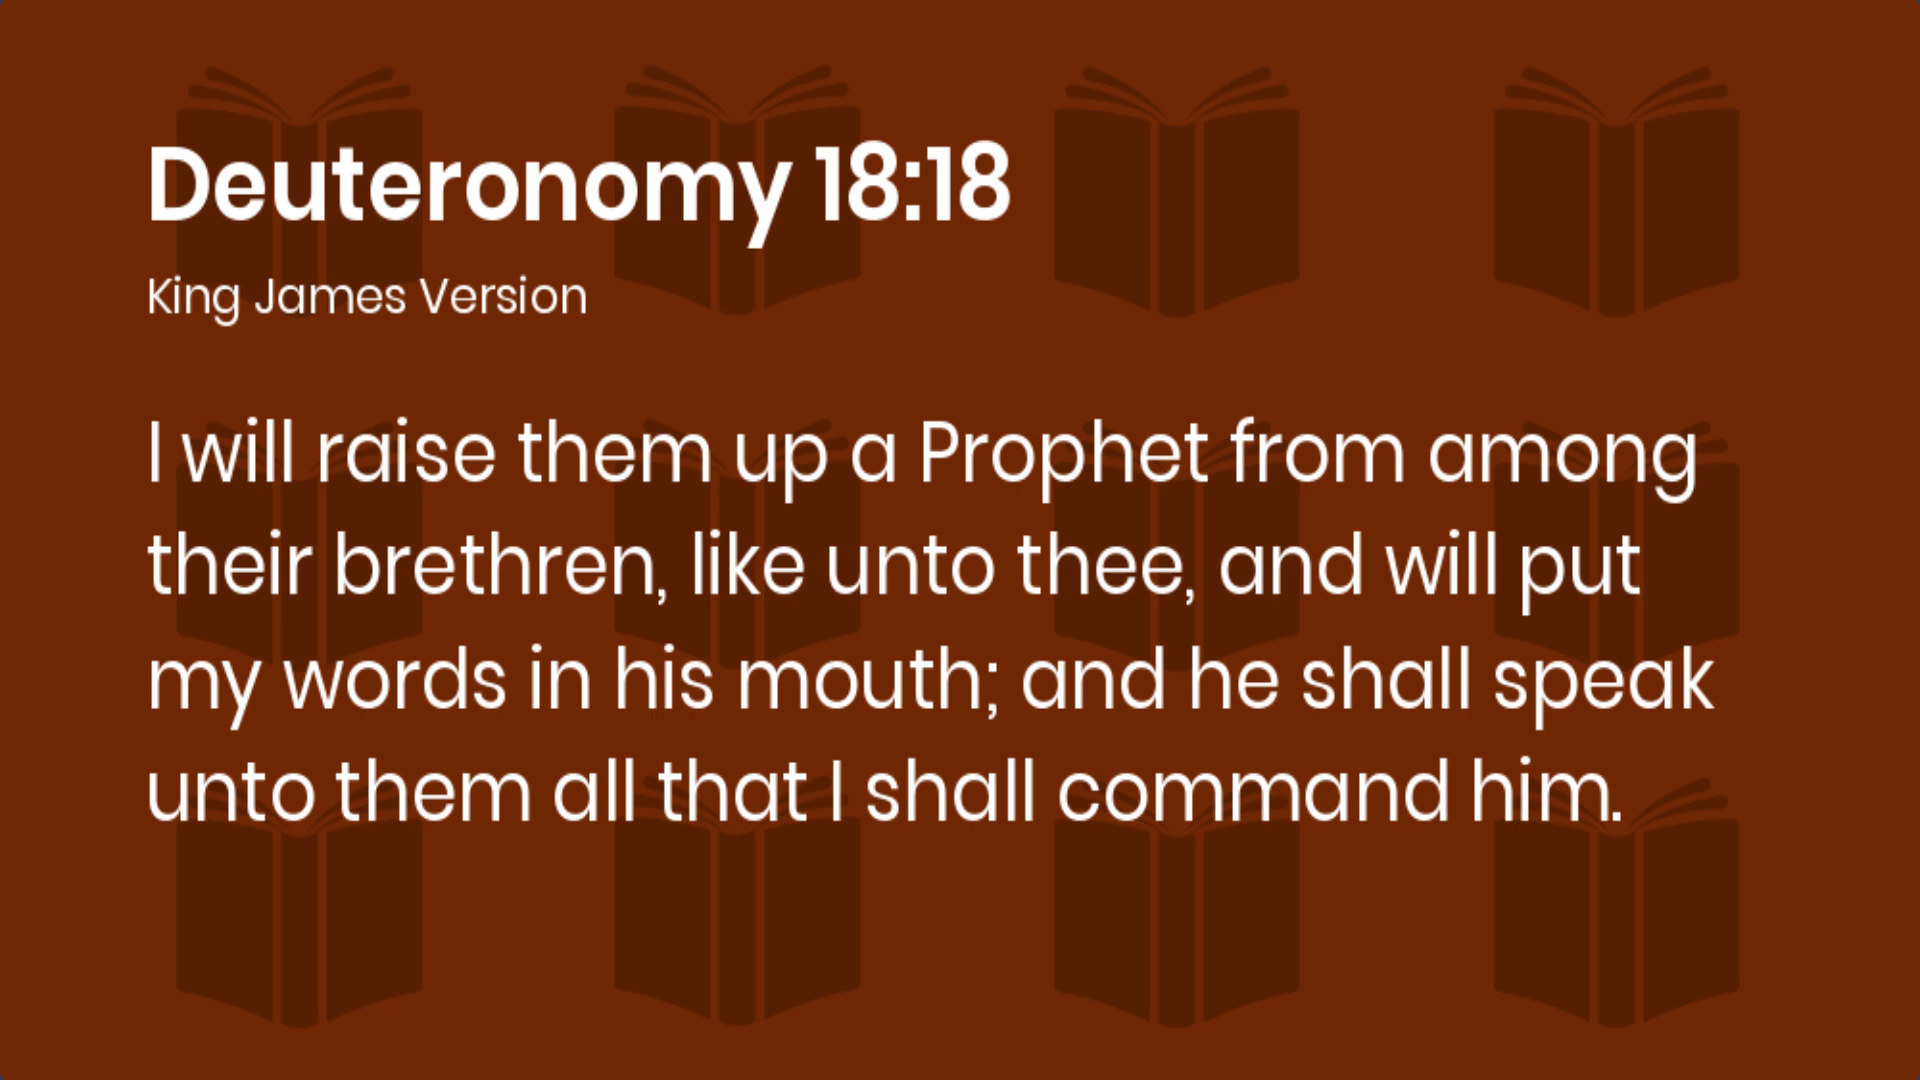 Deuteronomy 18:18
King James Version
I will raise them up a Prophet from among
their brethren, like unto thee, and will put
my words in his mouth; and he shall speak
unto them all that I shall command him.